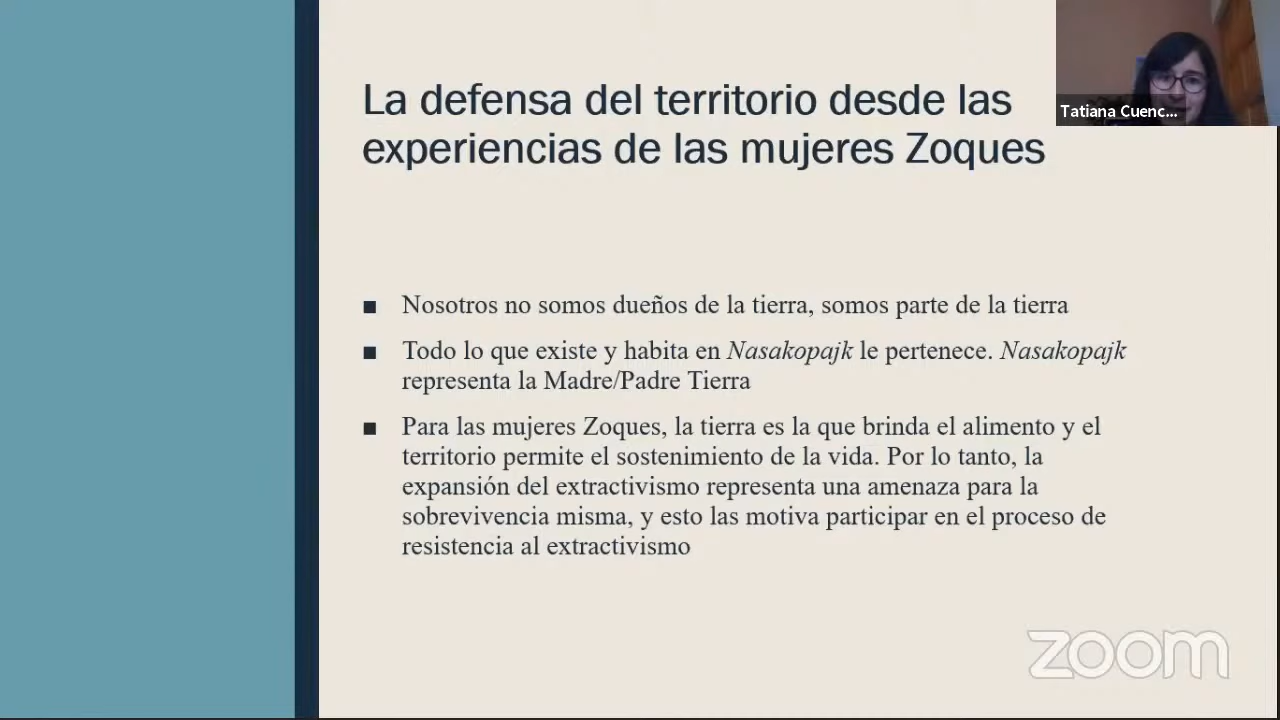 La defensa del territorio desde las
experiencias de las mujeres Zoques
Tatiana Cuenc...
Nosotros no somos dueños de la tierra, somos parte de la tierra
Todo lo que existe y habita en Nasakopajk le pertenece. Nasakopajk
representa la Madre/Padre Tierra
Para las mujeres Zoques, la tierra es la que brinda el alimento y el
territorio permite el sostenimiento de la vida. Por lo tanto, la
expansión del extractivismo representa una amenaza para la
sobrevivencia misma, y esto las motiva participar en el proceso de
resistencia al extractivismo
zoom